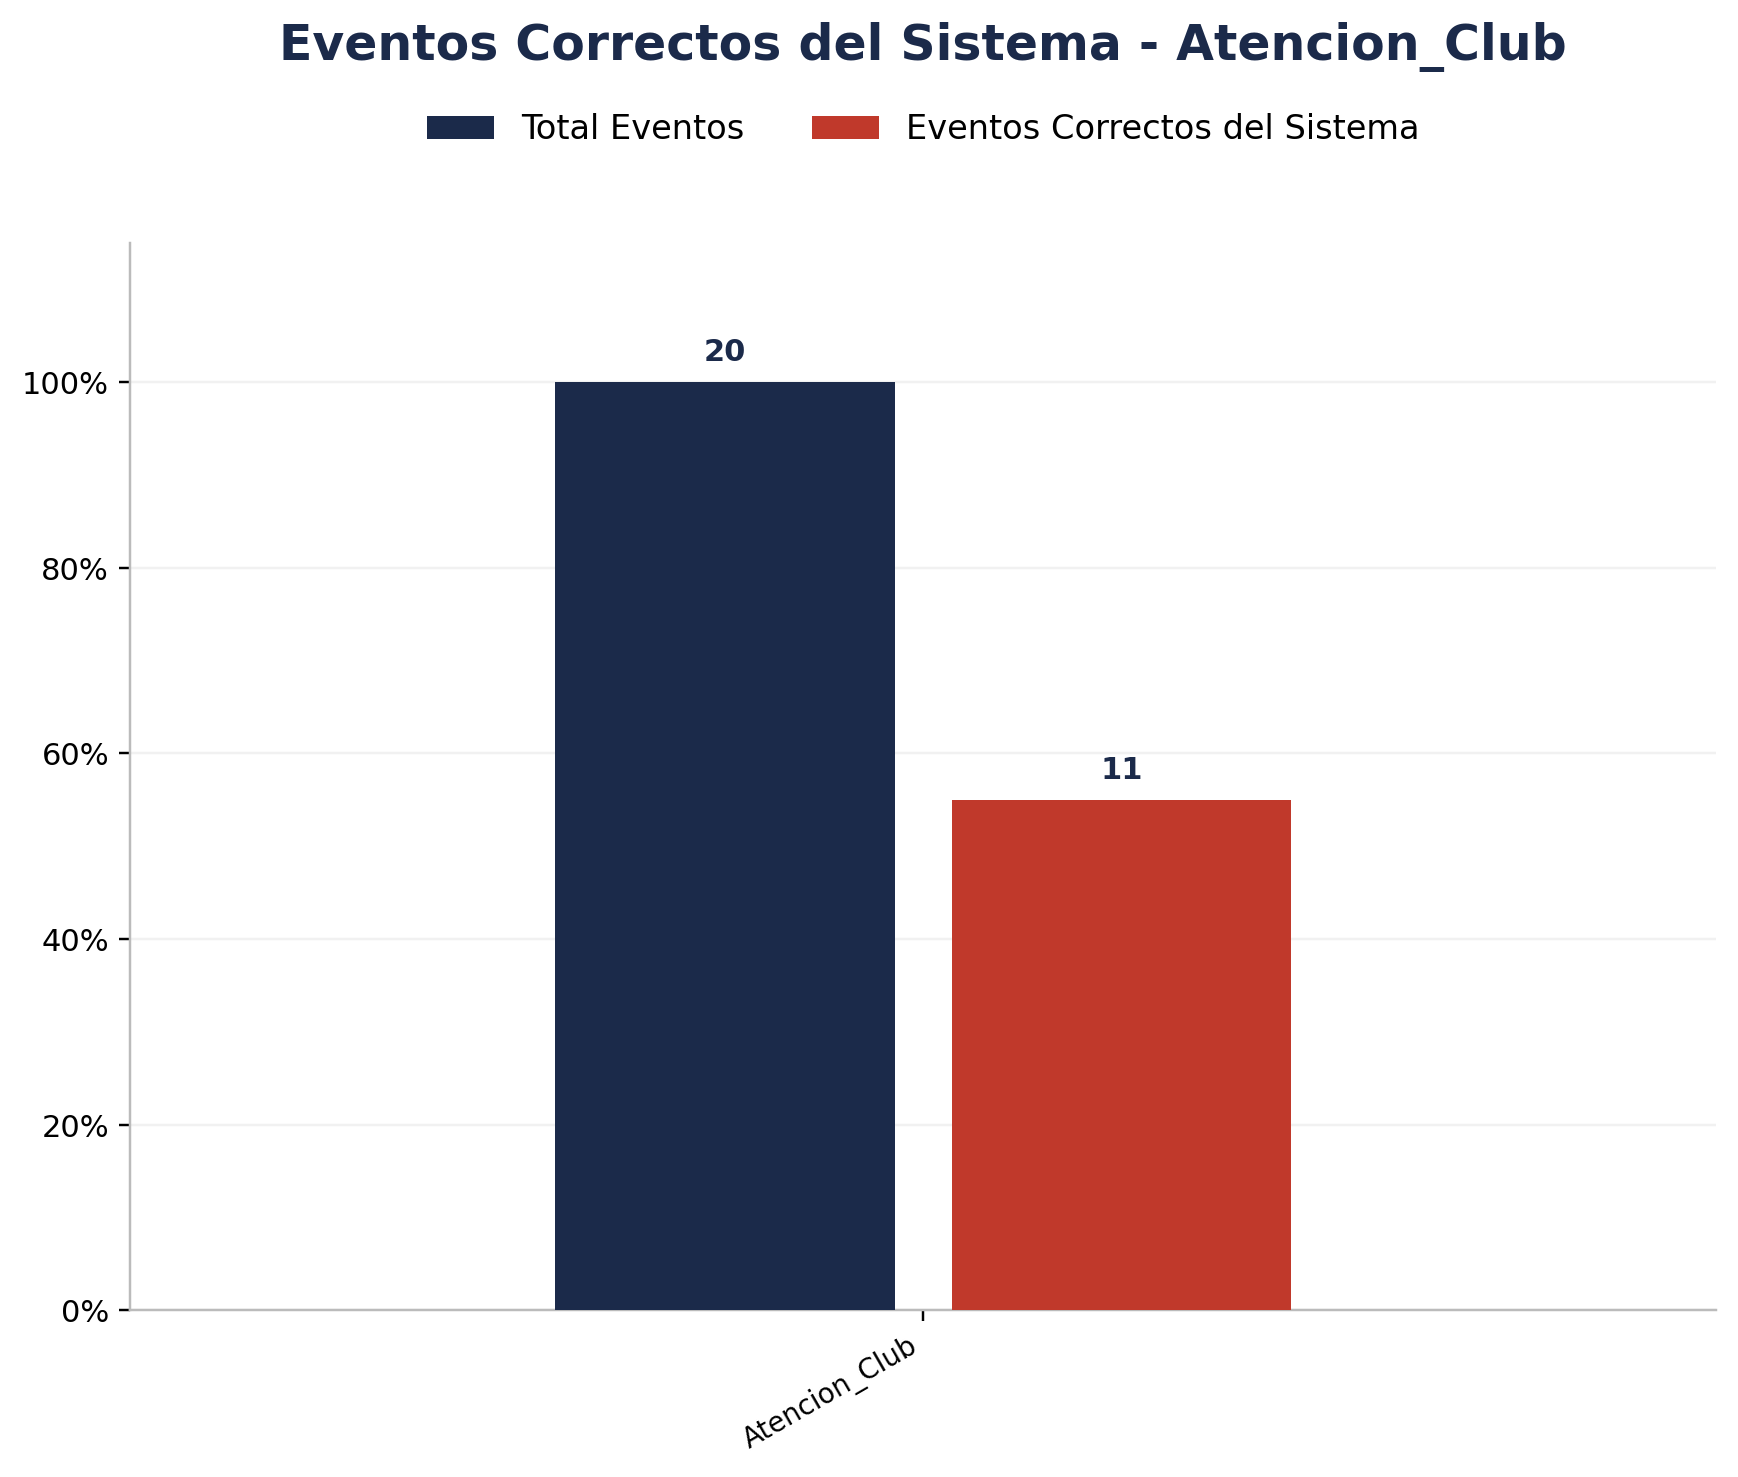 Eventos Correctos del Sistema - Atencion_Club
Total Eventos
Eventos Correctos del Sistema
20
100%
80%
60%
11
40%
20%
0%
Atencion_Club